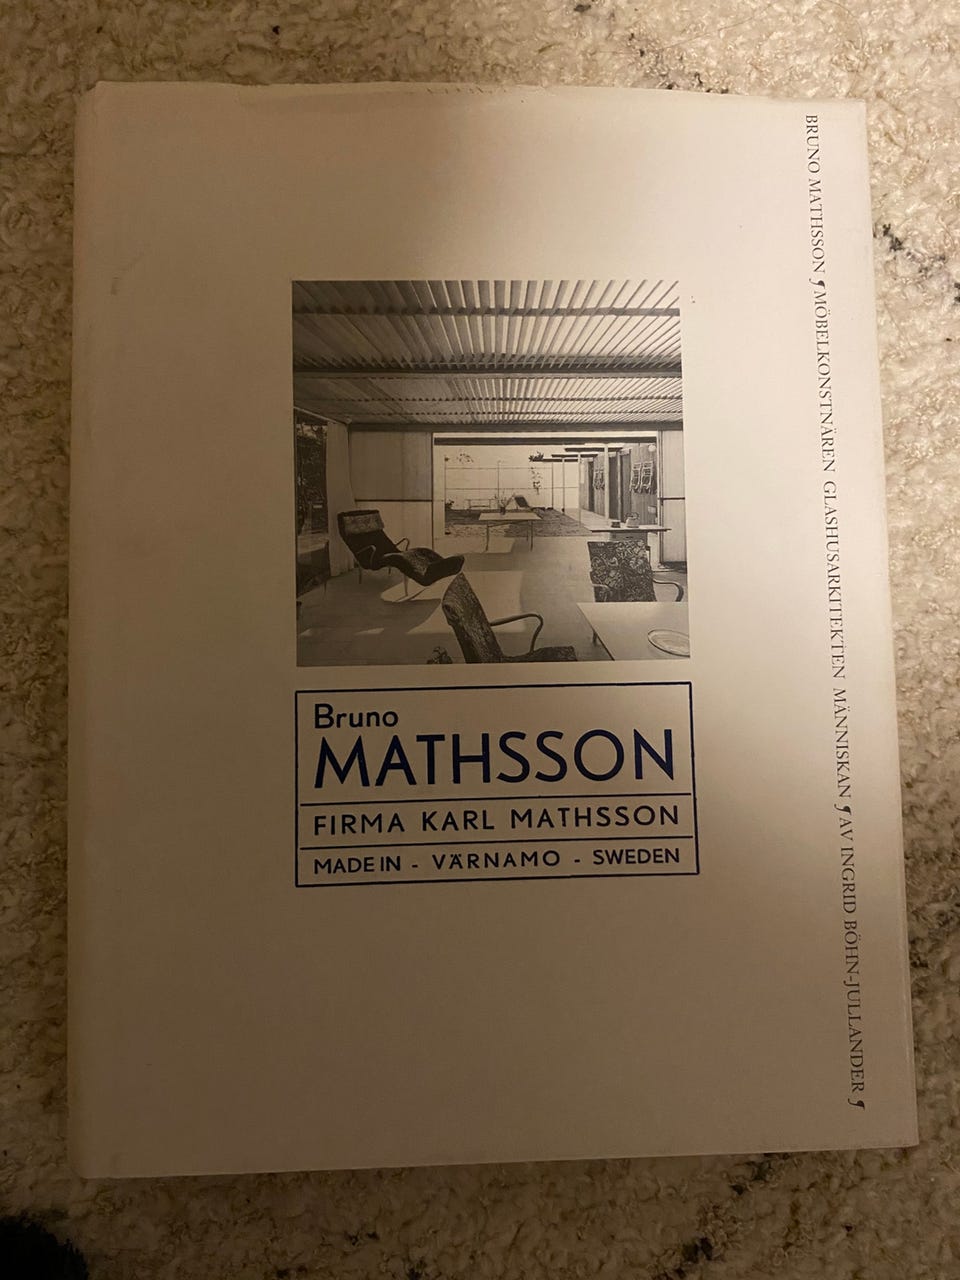 Bruno
MATHSSON
FIRMA KARL MATHSSON
MADE IN - VÄRNAMO - SWEDEN
BRUNO MATHSSON ¶ MÖBELKONSTNÄREN GLASHUSARKITEKTEN MÄNNISKAN ¶ AV INGRID BÖHN-JULLANDER ¶